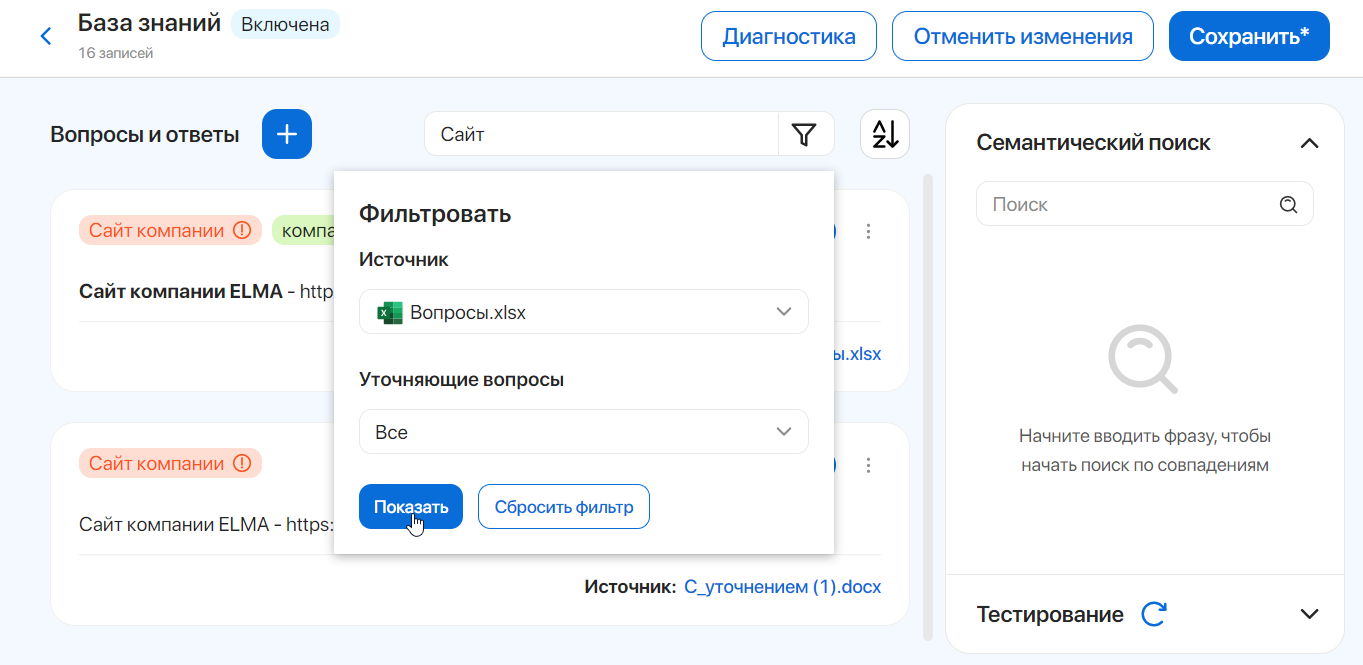 База знаний Включена
16 записей
Диагностика
Отменить изменения
Сохранить*
Вопросы и ответы
Сайт
Сайт компании
компа
Сайт компании ELMA - http
ы.xlsx
Фильтровать
Источник
Вопросы.xlsx
Уточняющие вопросы
Все
Показать
Сбросить фильтр
Сайт компании
Сайт компании ELMA - https:
Источник: С_уточнением (1).docx
Семантический поиск
Поиск
Начните вводить фразу, чтобы
начать поиск по совпадениям
Тестирование